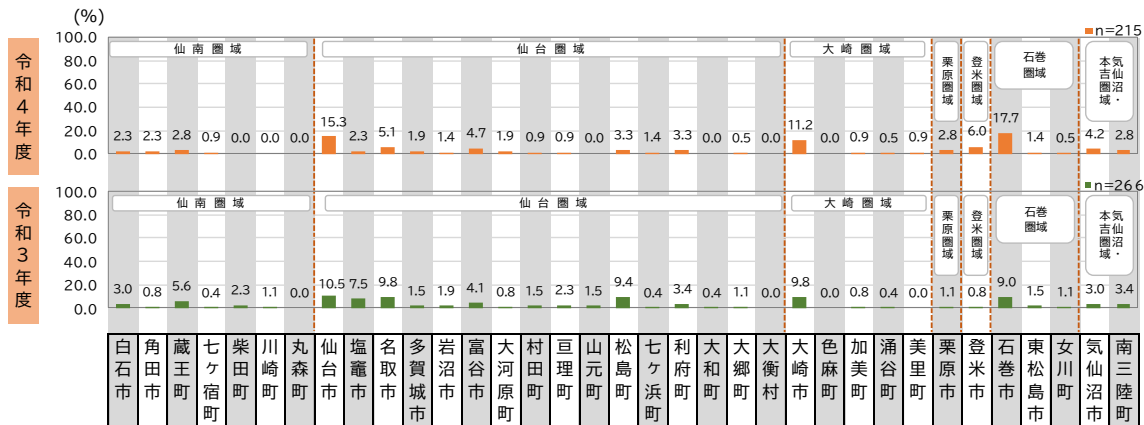 (%)
n=215
令和4年度
100.0
80.0
60.0
40.0
20.0
0.0
仙南圏域
仙台圏域
大崎圏域
栗原圏域
登米圏域
石巻
圏域
気仙沼・
本吉圏域
2.3 2.3 2.8 0.9 0.0 0.0 0.0 15.3 2.3 5.1 1.9 1.4 4.7 1.9 0.9 0.9 0.0 3.3 1.4 3.3 0.0 0.5 0.0 11.2 0.0 0.9 0.5 0.9 2.8 6.0 17.7 1.4 0.5 4.2 2.8
n=266
令和3年度
100.0
80.0
60.0
40.0
20.0
0.0
仙南圏域
仙台圏域
大崎圏域
栗原圏域
登米圏域
石巻
圏域
気仙沼・
本吉圏域
3.0 0.8 5.6 0.4 2.3 1.1 0.0 10.5 7.5 9.8 1.5 1.9 4.1 0.8 1.5 2.3 1.5 9.4 0.4 3.4 0.4 1.1 0.0 9.8 0.0 0.8 0.4 0.0 1.1 0.8 9.0 1.5 1.1 3.0 3.4
白石市
角田市
蔵王町
七ヶ宿町
柴田町
川崎町
丸森町
仙台市
塩竈市
名取市
多賀城市
岩沼市
富谷市
大河原町
村田町
亘理町
山元町
松島町
七ヶ浜町
利府町
大和町
大郷町
大衡村
大崎市
色麻町
加美町
涌谷町
美里町
栗原市
登米市
石巻市
東松島市
女川町
気仙沼市
南三陸町